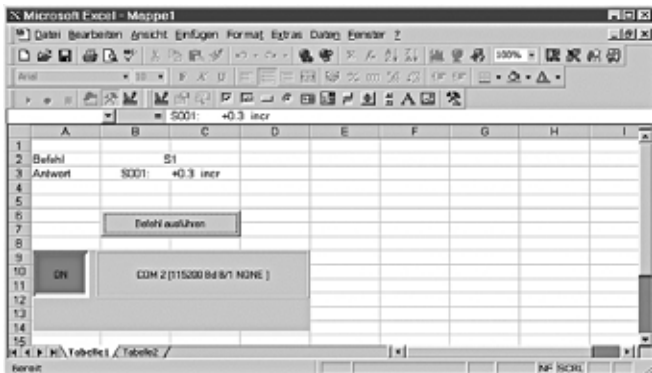 Microsoft Excel - Mappe1
Datei Bearbeiten Ansicht Einfügen Format Extras Daten Fenster ?
100%
Arial 10 F K U
S001: +0.3 incr
A B C D E F G H I
1
2 Befehl S1
3 Antwort S001: +0.3 incr
4
5
6
7 Befehl ausführen
8
9
10 ON COM 2 [115200 Bd 8/1 NONE ]
11
12
13
14
15
Tabelle1 Tabelle2
Bereit NF SCRL